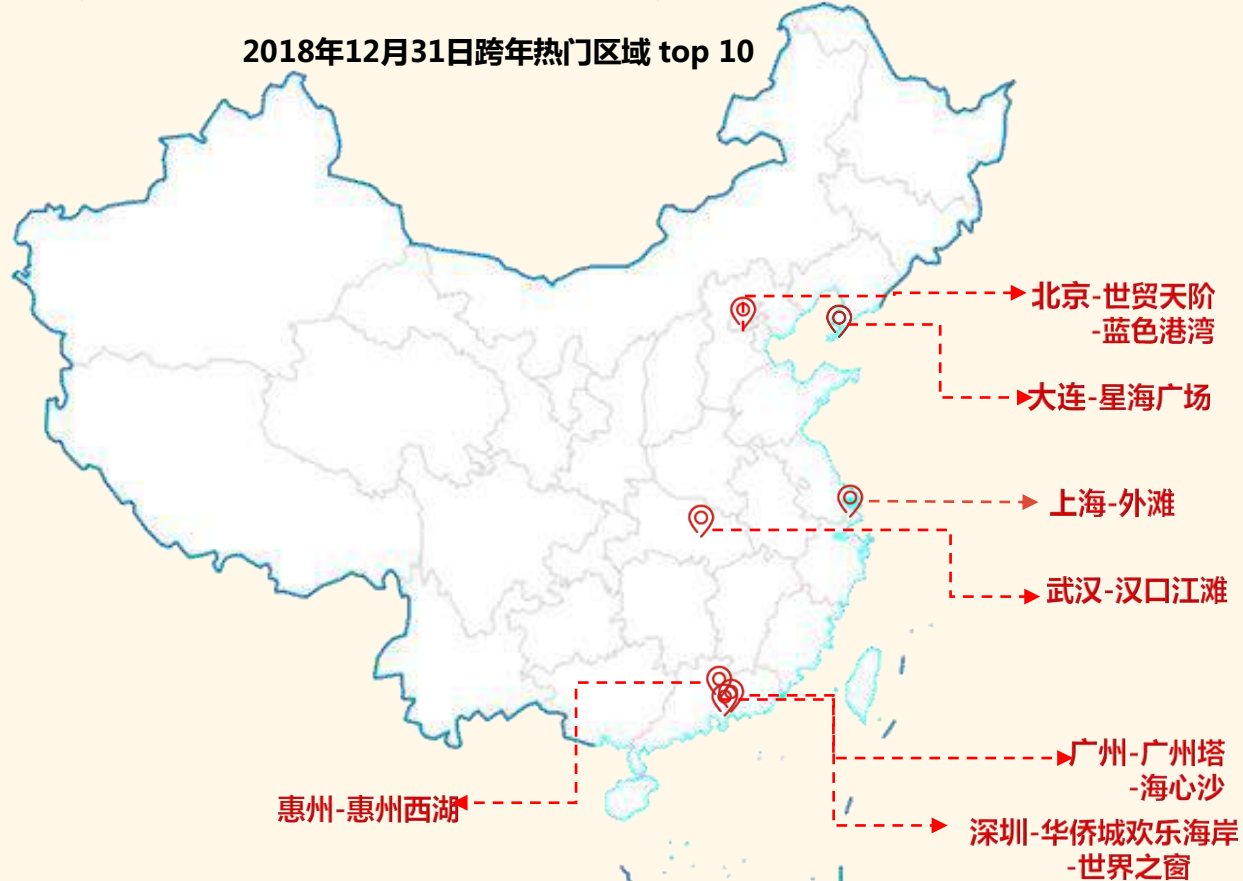 2018年12月31日跨年热门区域 top 10
北京-世贸天阶
-蓝色港湾
大连-星海广场
上海-外滩
武汉-汉口江滩
广州-广州塔
-海心沙
惠州-惠州西湖
深圳-华侨城欢乐海岸
-世界之窗